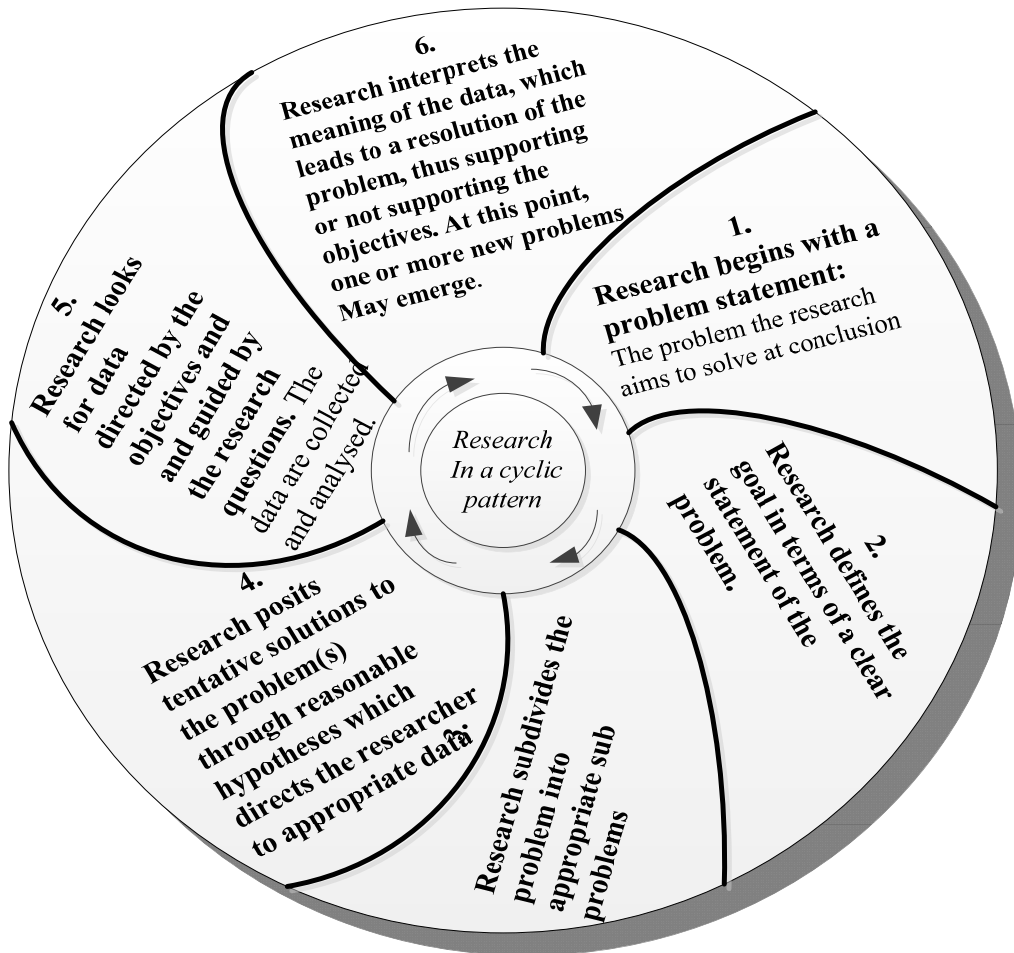 Research
In a cyclic
pattern
1.
Research begins with a
problem statement:
The problem the research
aims to solve at conclusion
2.
Research defines the
goal in terms of a clear
statement of the
problem.
3.
Research subdivides the
problem into
appropriate sub
problems
4.
Research posits
tentative solutions to
the problem(s)
through reasonable
hypotheses which
directs the researcher
to appropriate data
5.
Research looks
for data
directed by the
objectives and
and guided by
the research
questions. The
data are collected
and analysed.
6.
Research interprets the
meaning of the data, which
leads to a resolution of the
problem, thus supporting
or not supporting the
objectives. At this point,
one or more new problems
May emerge.